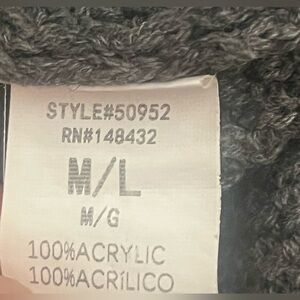 STYLE#50952
RN#148432
M/L
M/G
100%ACRYLIC
100%ACRíLICO